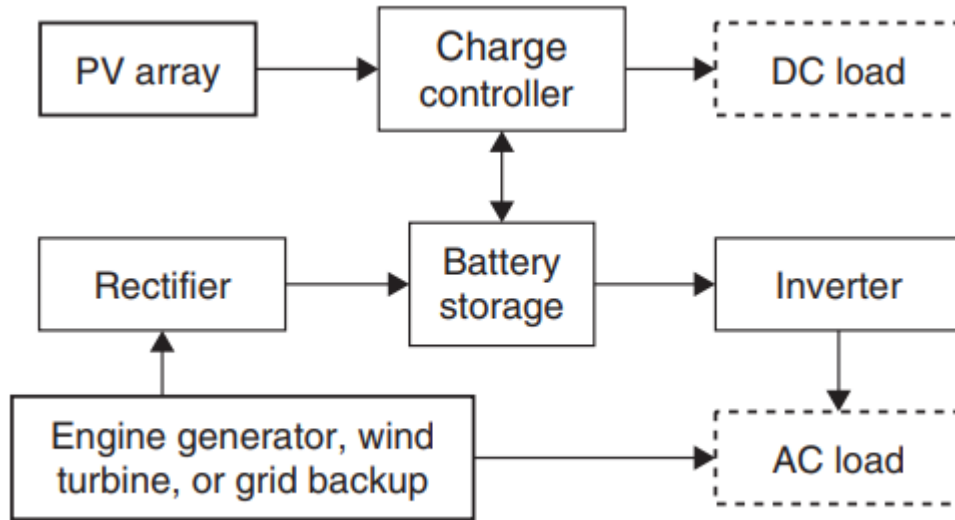 PV array
Charge
controller
DC load
Rectifier
Battery
storage
Inverter
Engine generator, wind
turbine, or grid backup
AC load